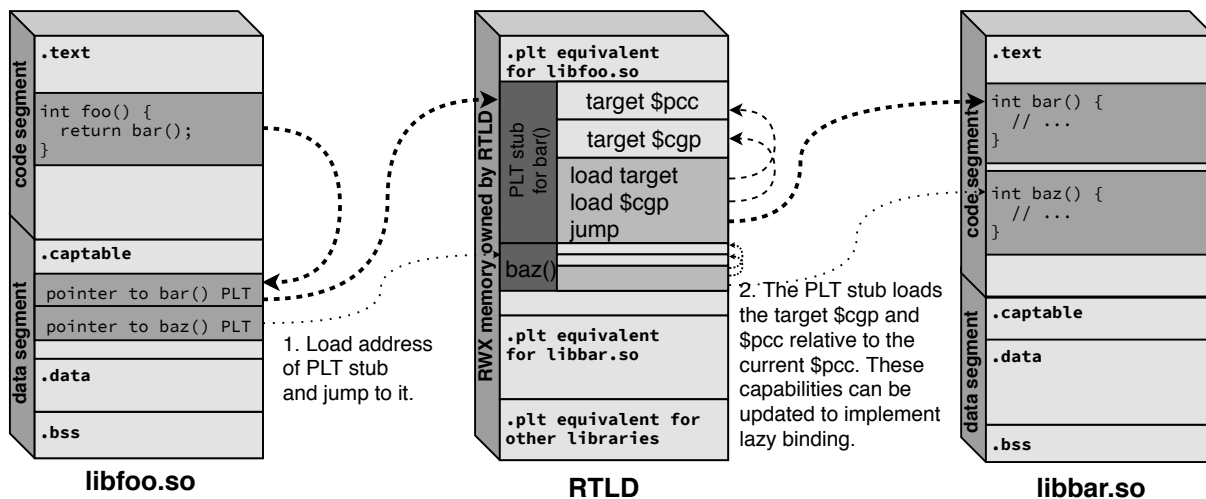 .text
int foo() {
return bar();
}
code segment
.captable
pointer to bar() PLT
pointer to baz() PLT
.data
.bss
data segment
libfoo.so
1. Load address
of PLT stub
and jump to it.
.plt equivalent
for libfoo.so
PLT stub
for bar()
target $pcc
target $cgp
load target
load $cgp
jump
baz()
.plt equivalent
for libbar.so
.plt equivalent for
other libraries
RWX memory owned by RTLD
RTLD
2. The PLT stub loads
the target $cgp and
$pcc relative to the
current $pcc. These
capabilities can be
updated to implement
lazy binding.
.text
int bar() {
// ...
}
int baz() {
// ...
}
code segment
.captable
.data
.bss
data segment
libbar.so